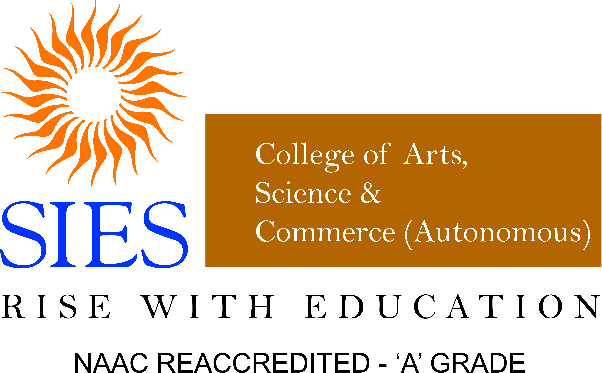 SIES
College of Arts,
Science &
Commerce (Autonomous)
RISE WITH EDUCATION
NAAC REACCREDITED - ‘A’ GRADE